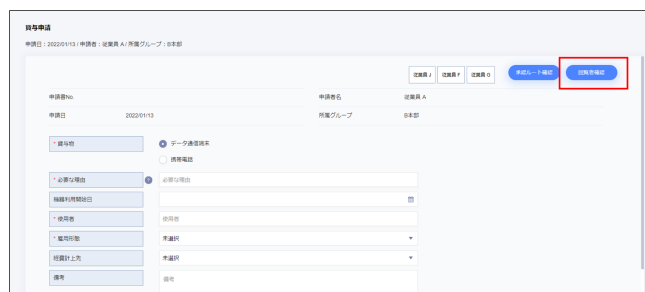 貸与申請
申請日：2022/01/13 / 申請者：従業員 A / 所属グループ：B本部
従業員 J 従業員 F 従業員 G 承認ルート確認 回覧者確認
申請書No. 申請者名 従業員 A
申請日 2022/01/13 所属グループ B本部
* 貸与物 データ通信端末
携帯電話
* 必要な理由 ? 必要な理由
機器利用開始日
* 使用者 使用者
* 雇用形態 未選択
経費計上先 未選択
備考 備考